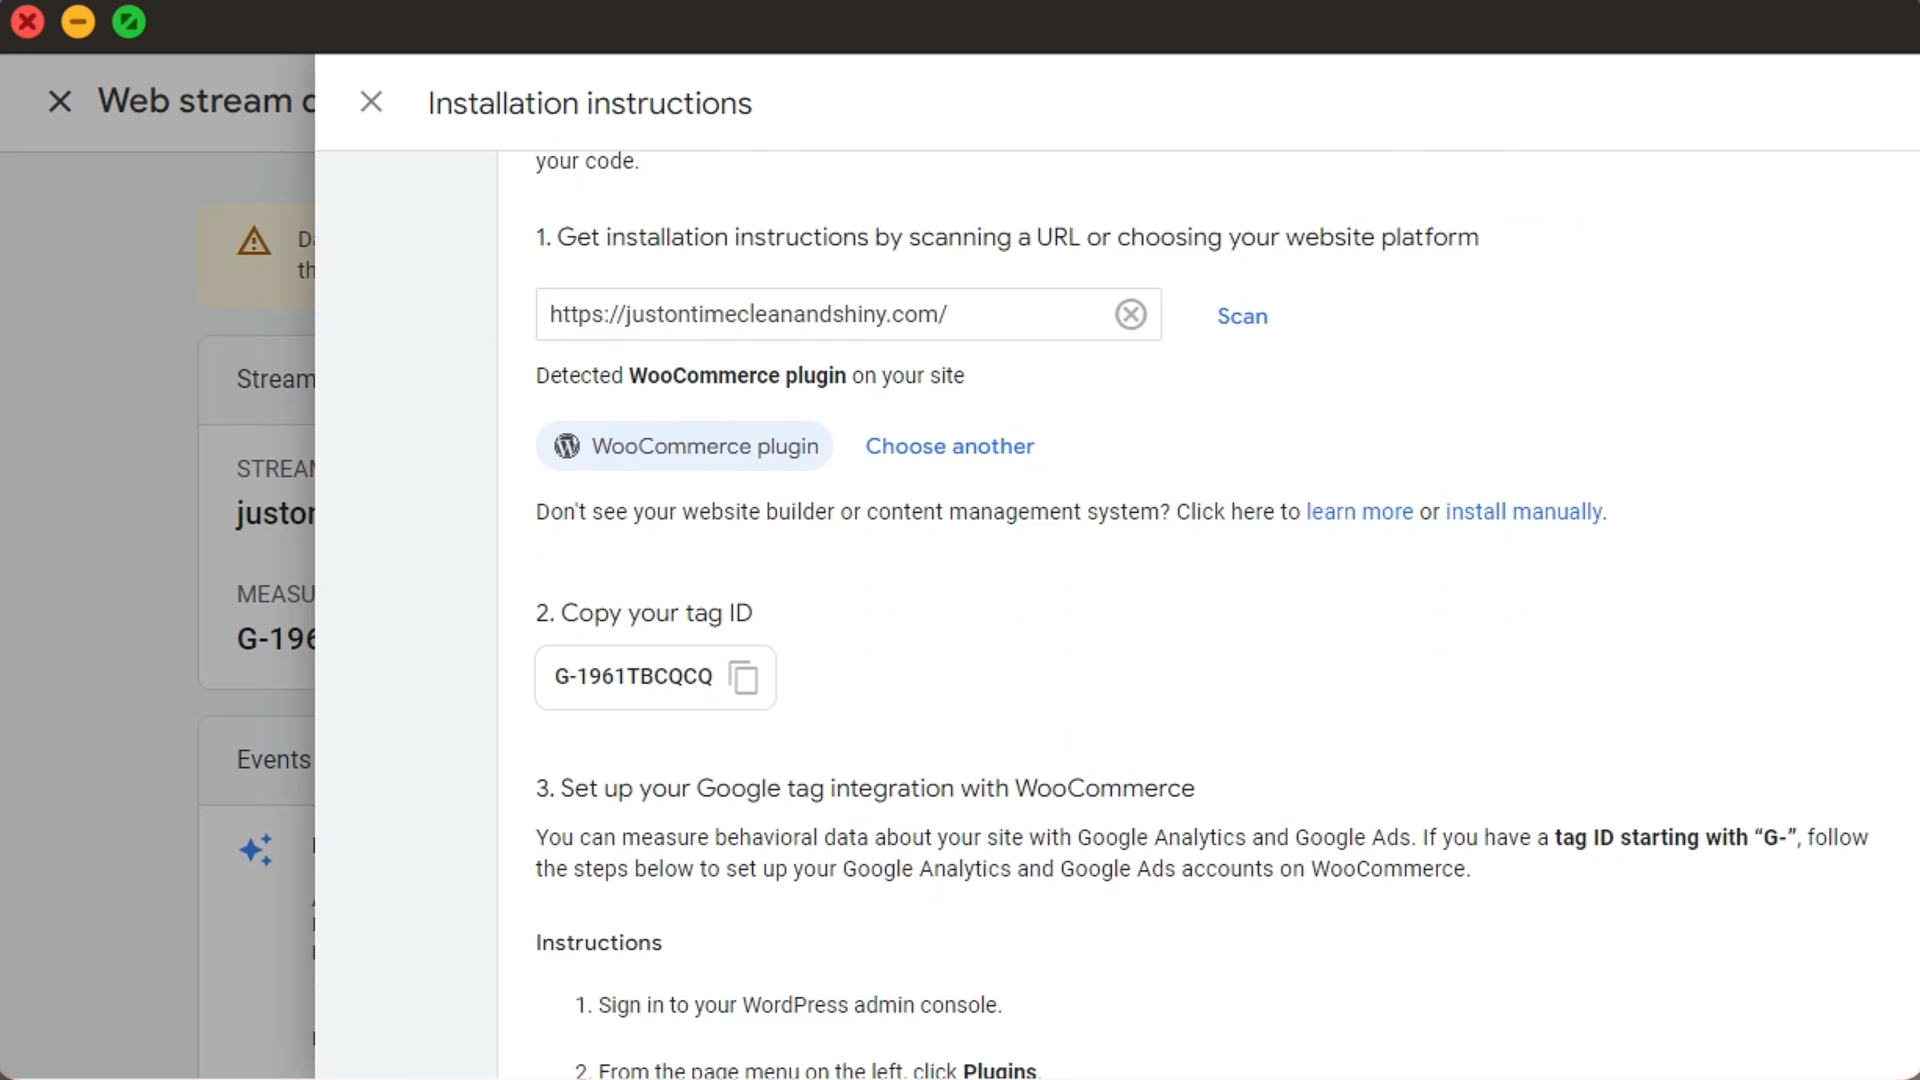 Web stream
Installation instructions
your code.
1. Get installation instructions by scanning a URL or choosing your website platform
https://justontimecleanandshiny.com/
Scan
Detected WooCommerce plugin on your site
WooCommerce plugin
Choose another
Don't see your website builder or content management system? Click here to learn more or install manually.
2. Copy your tag ID
G-1961TBCQCQ
3. Set up your Google tag integration with WooCommerce
You can measure behavioral data about your site with Google Analytics and Google Ads. If you have a tag ID starting with “G-”, follow
the steps below to set up your Google Analytics and Google Ads accounts on WooCommerce.
Instructions
1. Sign in to your WordPress admin console.
2. From the page menu on the left, click Plugins.
Stream
STREAM
juston
MEASU
G-196
Events